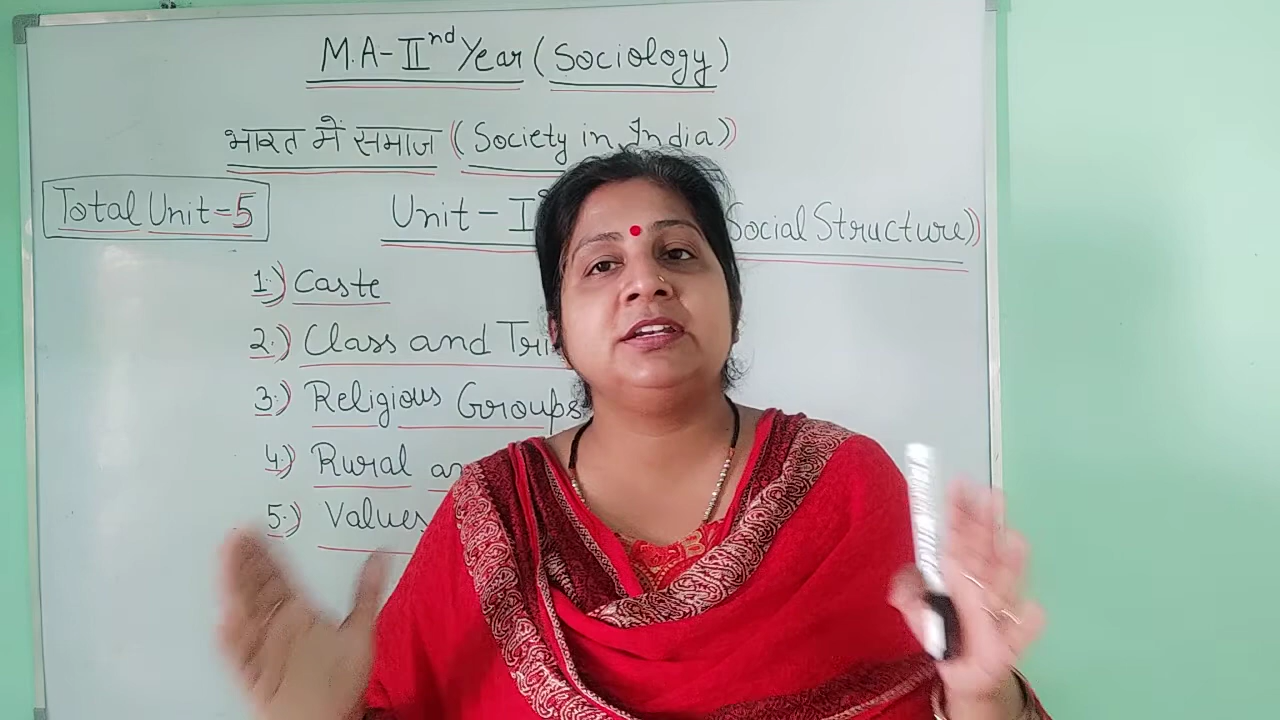 M.A-IInd Year (Sociology)
भारत में समाज (Society in India)
Total Unit=5
Unit - Social Structure)
1.) Caste
2.) Class and
3.) Religious Groups
4.) Rural
5.) Values